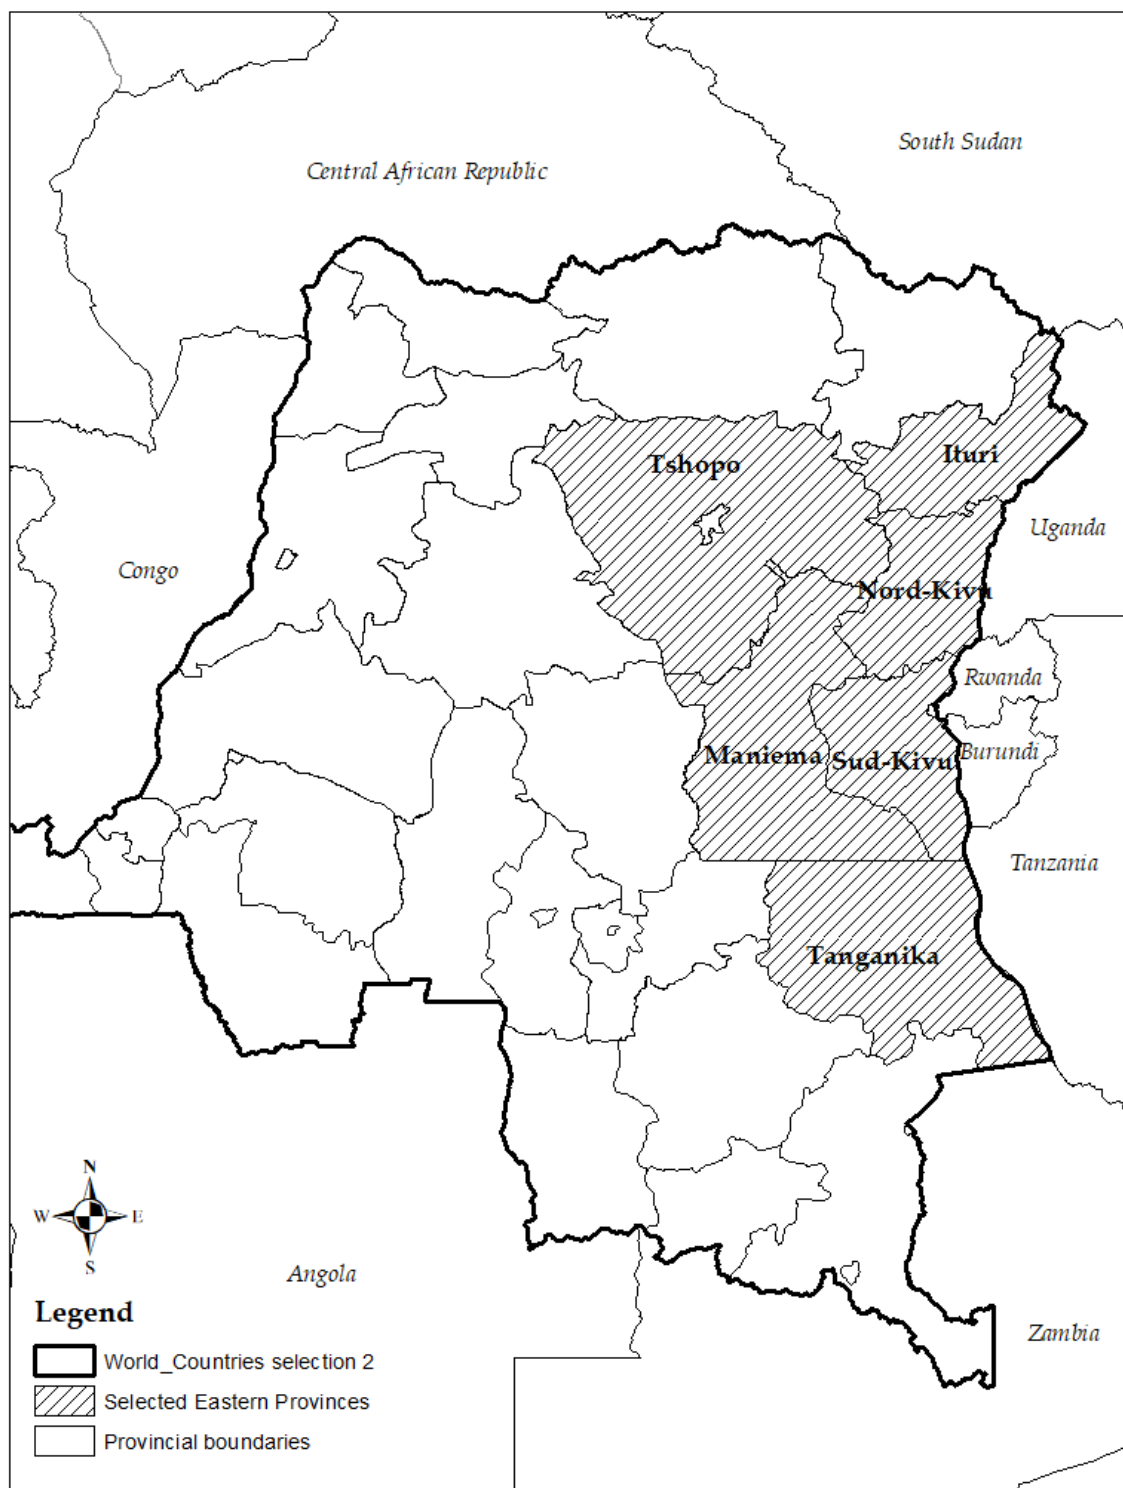 South Sudan
Central African Republic
Ituri
Tshopo
Uganda
Congo
Nord-Kivu
Rwanda
Maniema
Sud-Kivu
Burundi
Tanzania
Tanganika
N
W
E
S
Angola
Legend
Zambia
World_Countries selection 2
Selected Eastern Provinces
Provincial boundaries